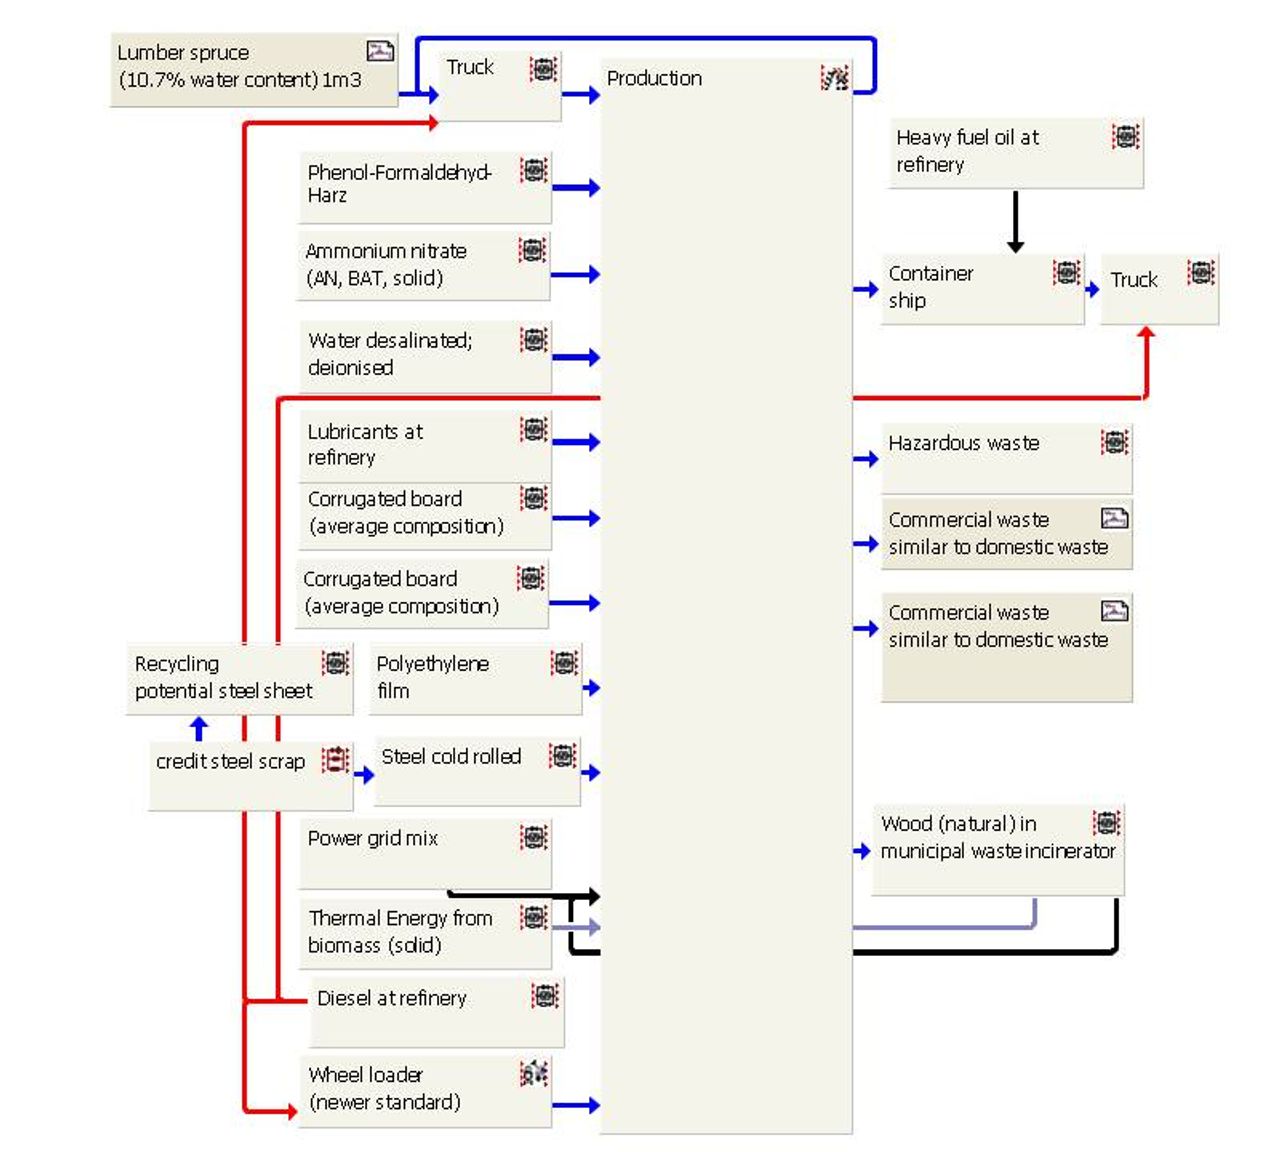 Lumber spruce
(10.7% water content) 1m3
Truck
Production
Heavy fuel oil at
refinery
Phenol-Formaldehyd-
Harz
Ammonium nitrate
(AN, BAT, solid)
Container
ship
Truck
Water desalinated;
deionised
Lubricants at
refinery
Hazardous waste
Corrugated board
(average composition)
Commercial waste
similar to domestic waste
Corrugated board
(average composition)
Commercial waste
similar to domestic waste
Recycling
potential steel sheet
Polyethylene
film
credit steel scrap
Steel cold rolled
Power grid mix
Wood (natural) in
municipal waste incinerator
Thermal Energy from
biomass (solid)
Diesel at refinery
Wheel loader
(newer standard)